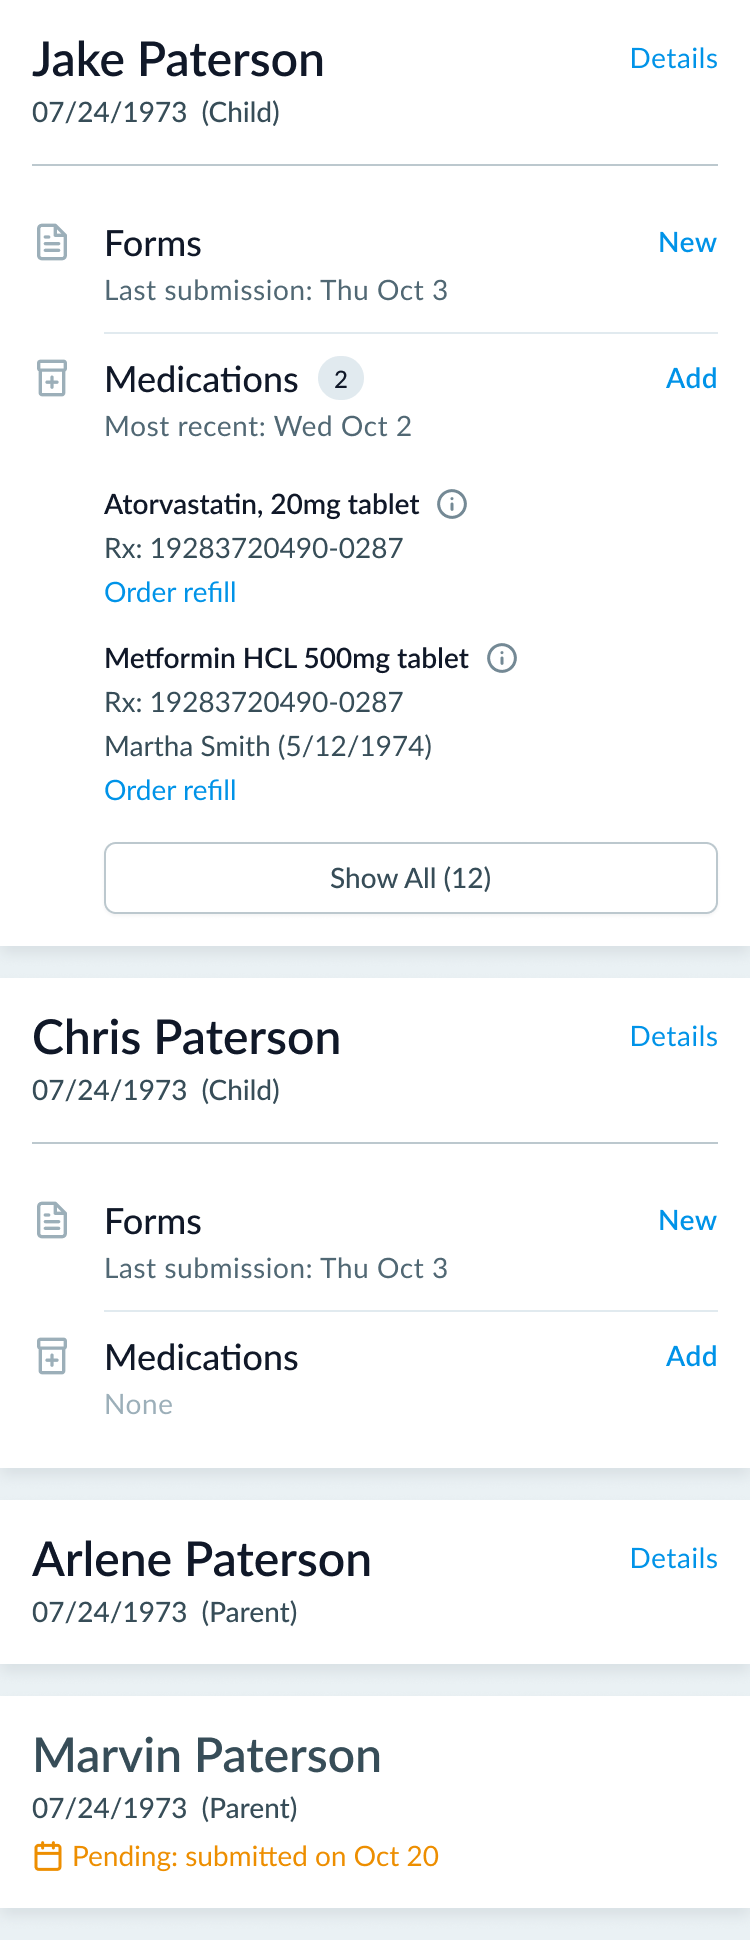 Jake Paterson Details
07/24/1973 (Child)
Forms New
Last submission: Thu Oct 3
Medications 2 Add
Most recent: Wed Oct 2
Atorvastatin, 20mg tablet
Rx: 19283720490-0287
Order refill
Metformin HCL 500mg tablet
Rx: 19283720490-0287
Martha Smith (5/12/1974)
Order refill
Show All (12)
Chris Paterson Details
07/24/1973 (Child)
Forms New
Last submission: Thu Oct 3
Medications Add
None
Arlene Paterson Details
07/24/1973 (Parent)
Marvin Paterson
07/24/1973 (Parent)
Pending: submitted on Oct 20